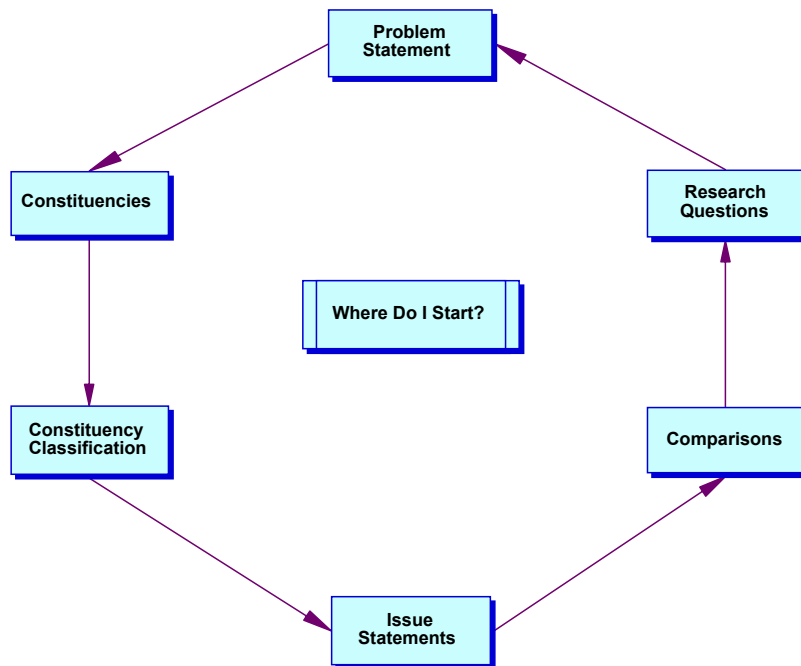 Problem
Statement
Constituencies
Research
Questions
Where Do I Start?
Constituency
Classification
Comparisons
Issue
Statements